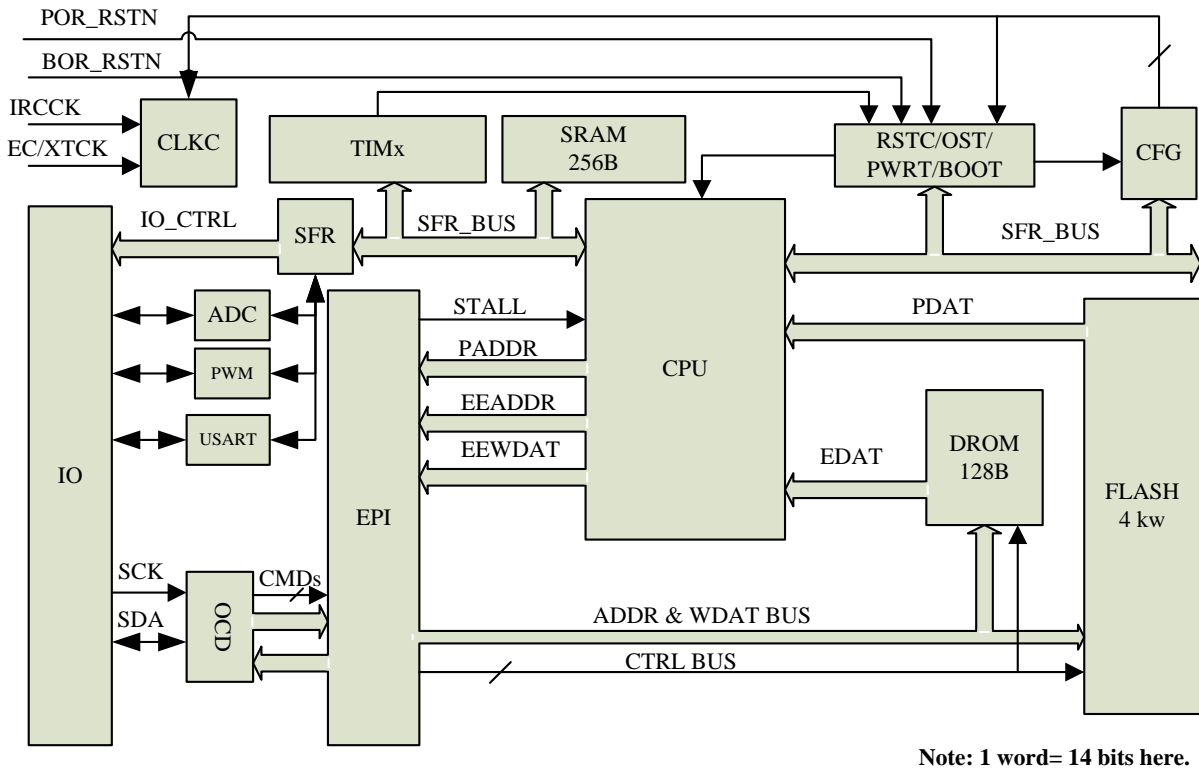 POR_RSTN
BOR_RSTN
IRCCK
EC/XTCK
CLKC
TIMx
SRAM
256B
RSTC/OST/
PWRT/BOOT
CFG
IO_CTRL
SFR
SFR_BUS
SFR_BUS
ADC
PWM
USART
IO
STALL
PADDR
EEADDR
EEWDAT
EPI
CPU
PDAT
EDAT
DROM
128B
FLASH
4 kw
SCK
SDA
OCD
CMDs
ADDR & WDAT BUS
CTRL BUS
Note: 1 word= 14 bits here.